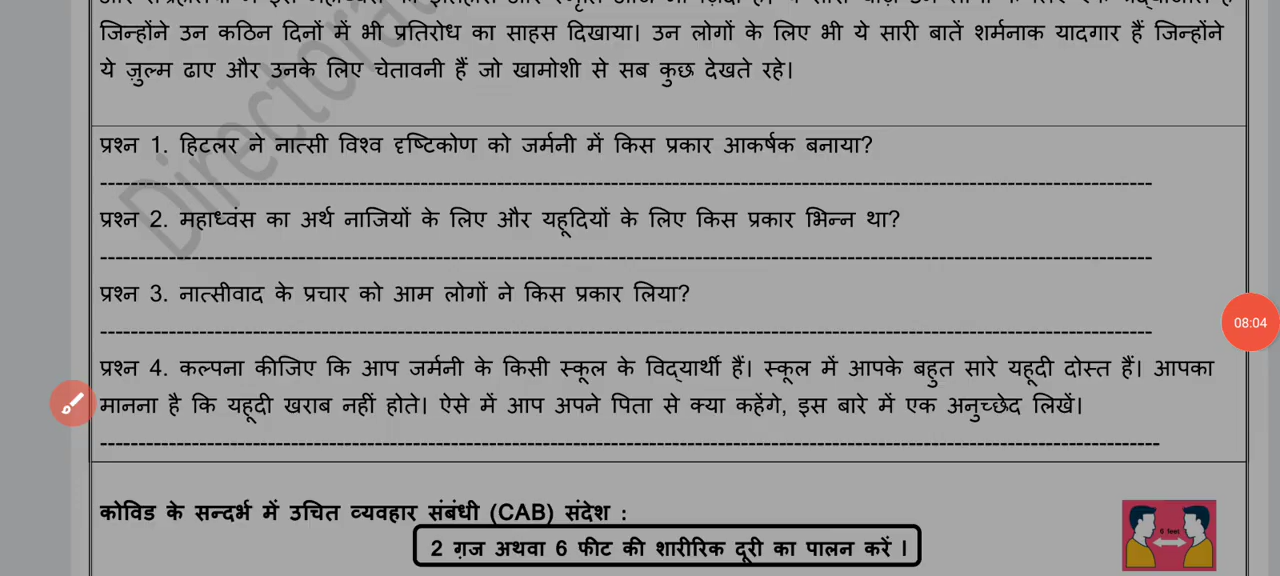 जिन्होंने उन कठिन दिनों में भी प्रतिरोध का साहस दिखाया। उन लोगों के लिए भी ये सारी बातें शर्मनाक यादगार हैं जिन्होंने
ये ज़ुल्म ढाए और उनके लिए चेतावनी हैं जो खामोशी से सब कुछ देखते रहे।
प्रश्न 1. हिटलर ने नात्सी विश्व दृष्टिकोण को जर्मनी में किस प्रकार आकर्षक बनाया?
प्रश्न 2. महाध्वंस का अर्थ नाजियों के लिए और यहूदियों के लिए किस प्रकार भिन्न था?
प्रश्न 3. नात्सीवाद के प्रचार को आम लोगों ने किस प्रकार लिया?
08:04
प्रश्न 4. कल्पना कीजिए कि आप जर्मनी के किसी स्कूल के विद्यार्थी हैं। स्कूल में आपके बहुत सारे यहूदी दोस्त हैं। आपका
मानना है कि यहूदी खराब नहीं होते। ऐसे में आप अपने पिता से क्या कहेंगे, इस बारे में एक अनुच्छेद लिखें।
कोविड के सन्दर्भ में उचित व्यवहार संबंधी (CAB) संदेश :
2 ग़ज अथवा 6 फीट की शारीरिक दूरी का पालन करें ।
6 feet